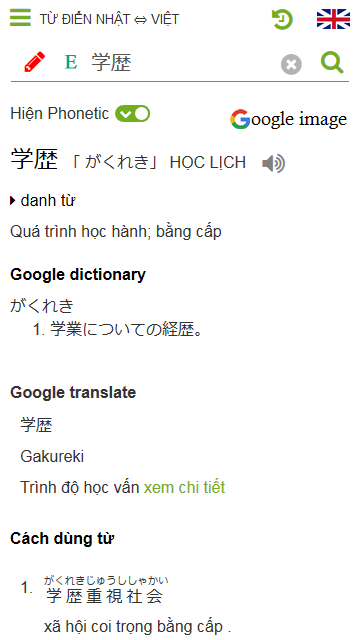 TỪ ĐIỂN NHẬT ⇔ VIỆT
E 学歴
Hiện Phonetic
Google image
学歴 「 がくれき」 HỌC LỊCH
danh từ
Quá trình học hành; bằng cấp
Google dictionary
がくれき
1. 学業についての経歴。
Google translate
学歴
Gakureki
Trình độ học vấn xem chi tiết
Cách dùng từ
がくれきじゅうししゃかい
1. 学歴重視社会
xã hội coi trọng bằng cấp .